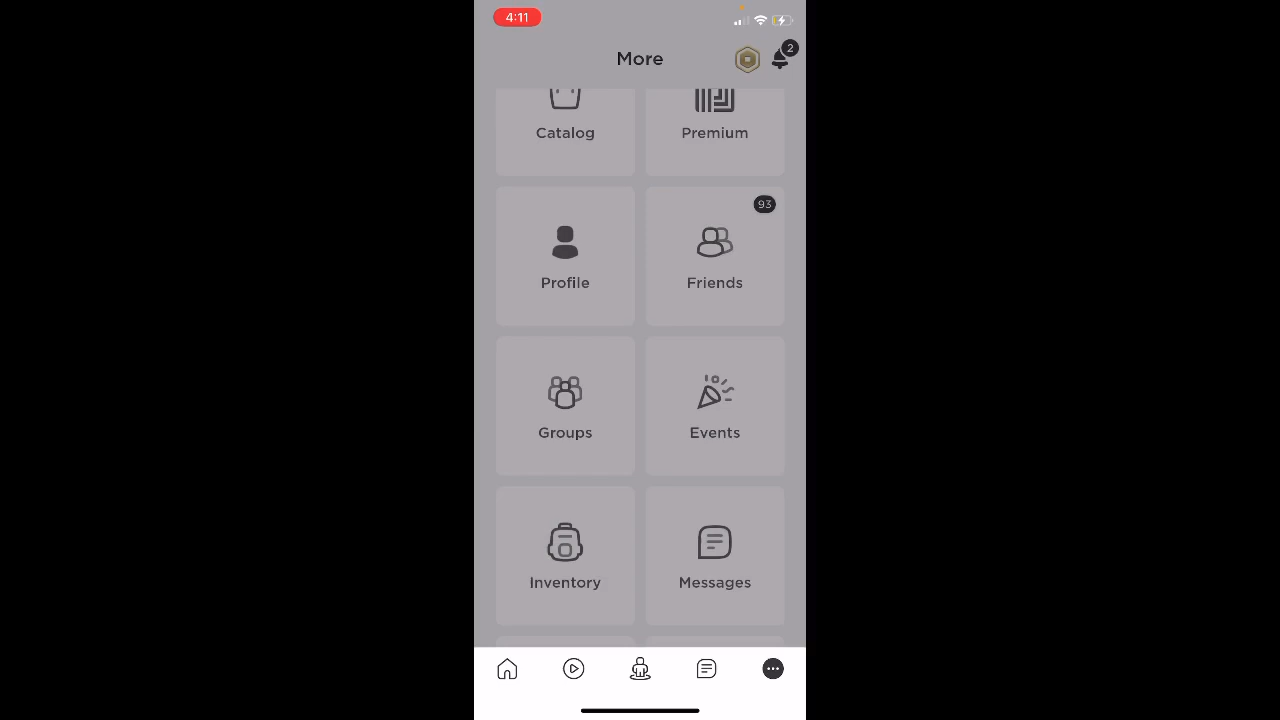 4:11
More
2
Catalog
Premium
93
Profile
Friends
Groups
Events
Inventory
Messages